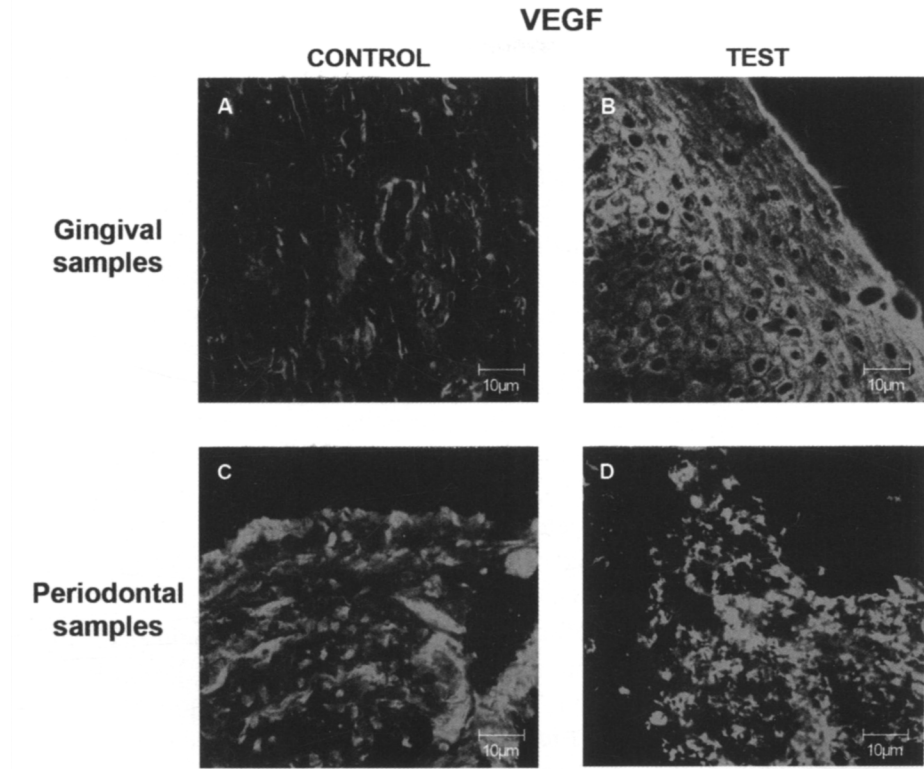 VEGF
CONTROL
TEST
Gingival
samples
A
10µm
B
10µm
Periodontal
samples
C
10µm
D
10µm